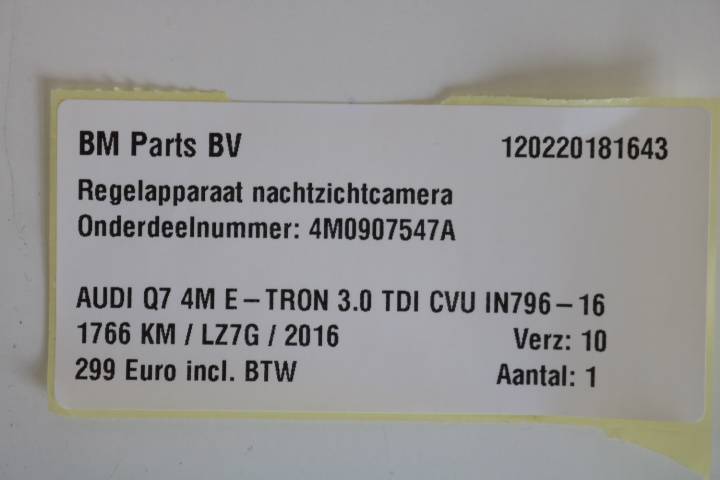 BM Parts BV 120220181643
Regelapparaat nachtzichtcamera
Onderdeelnummer: 4M0907547A
AUDI Q7 4M E-TRON 3.0 TDI CVU IN796-16
1766 KM / LZ7G / 2016 Verz: 10
299 Euro incl. BTW Aantal: 1